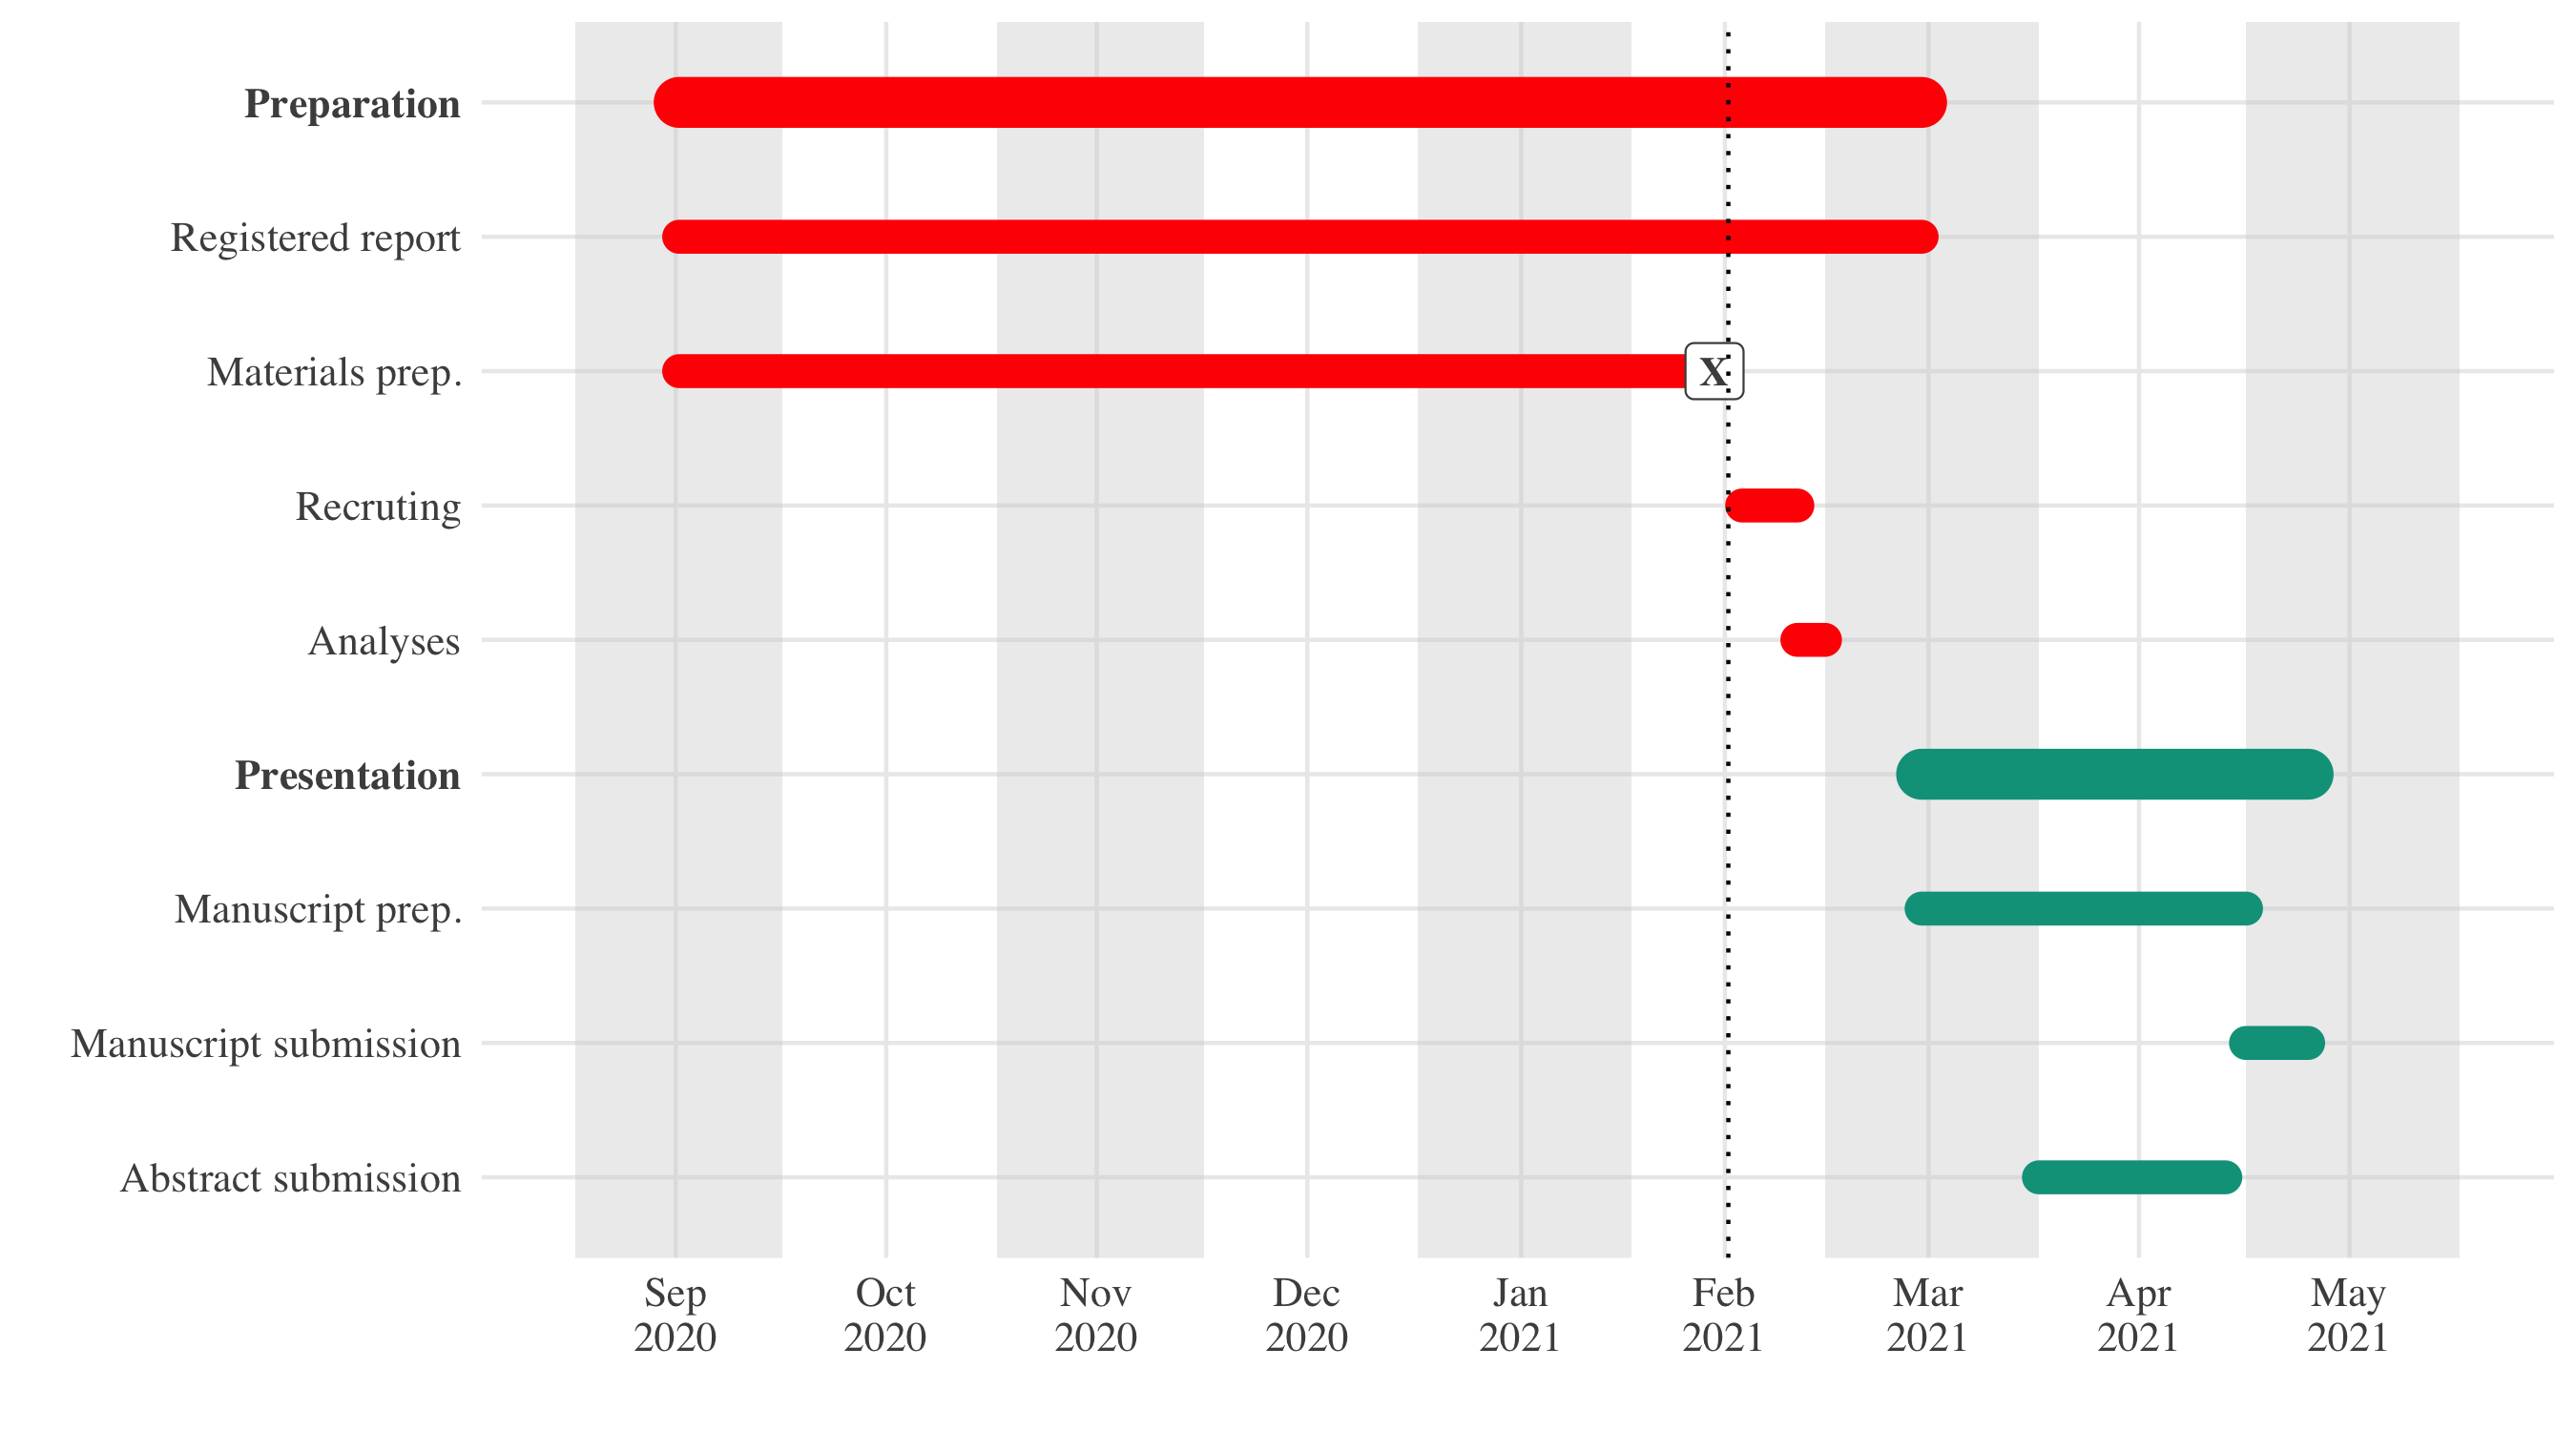 Preparation
Registered report
Materials prep.
X
Recruting
Analyses
Presentation
Manuscript prep.
Manuscript submission
Abstract submission
Sep Oct Nov Dec Jan Feb Mar Apr May
2020 2020 2020 2020 2021 2021 2021 2021 2021